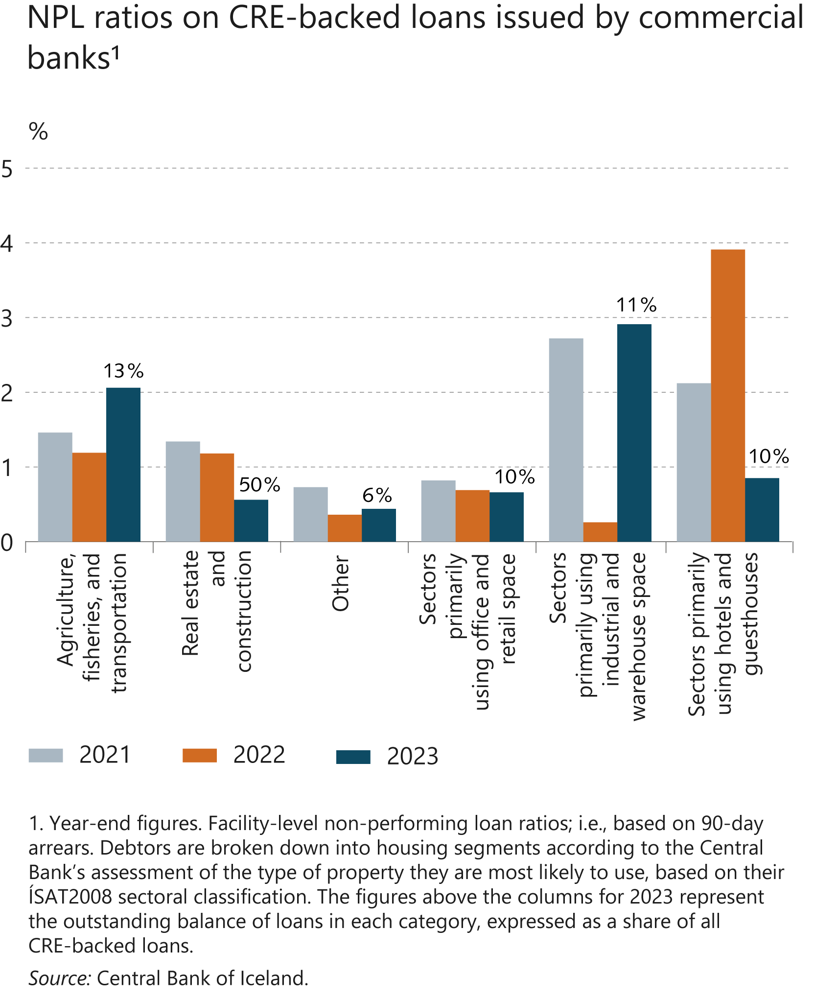 NPL ratios on CRE-backed loans issued by commercial
banks¹
%
5
4
3
2
1
0
13%
50%
6%
10%
11%
10%
Agriculture,
fisheries, and
transportation
Real estate
and
construction
Other
Sectors
primarily
using office and
retail space
Sectors
primarily using
industrial and
warehouse space
Sectors primarily
using hotels and
guesthouses
2021
2022
2023
1. Year-end figures. Facility-level non-performing loan ratios; i.e., based on 90-day
arrears. Debtors are broken down into housing segments according to the Central
Bank’s assessment of the type of property they are most likely to use, based on their
ÍSAT2008 sectoral classification. The figures above the columns for 2023 represent
the outstanding balance of loans in each category, expressed as a share of all
CRE-backed loans.
Source: Central Bank of Iceland.